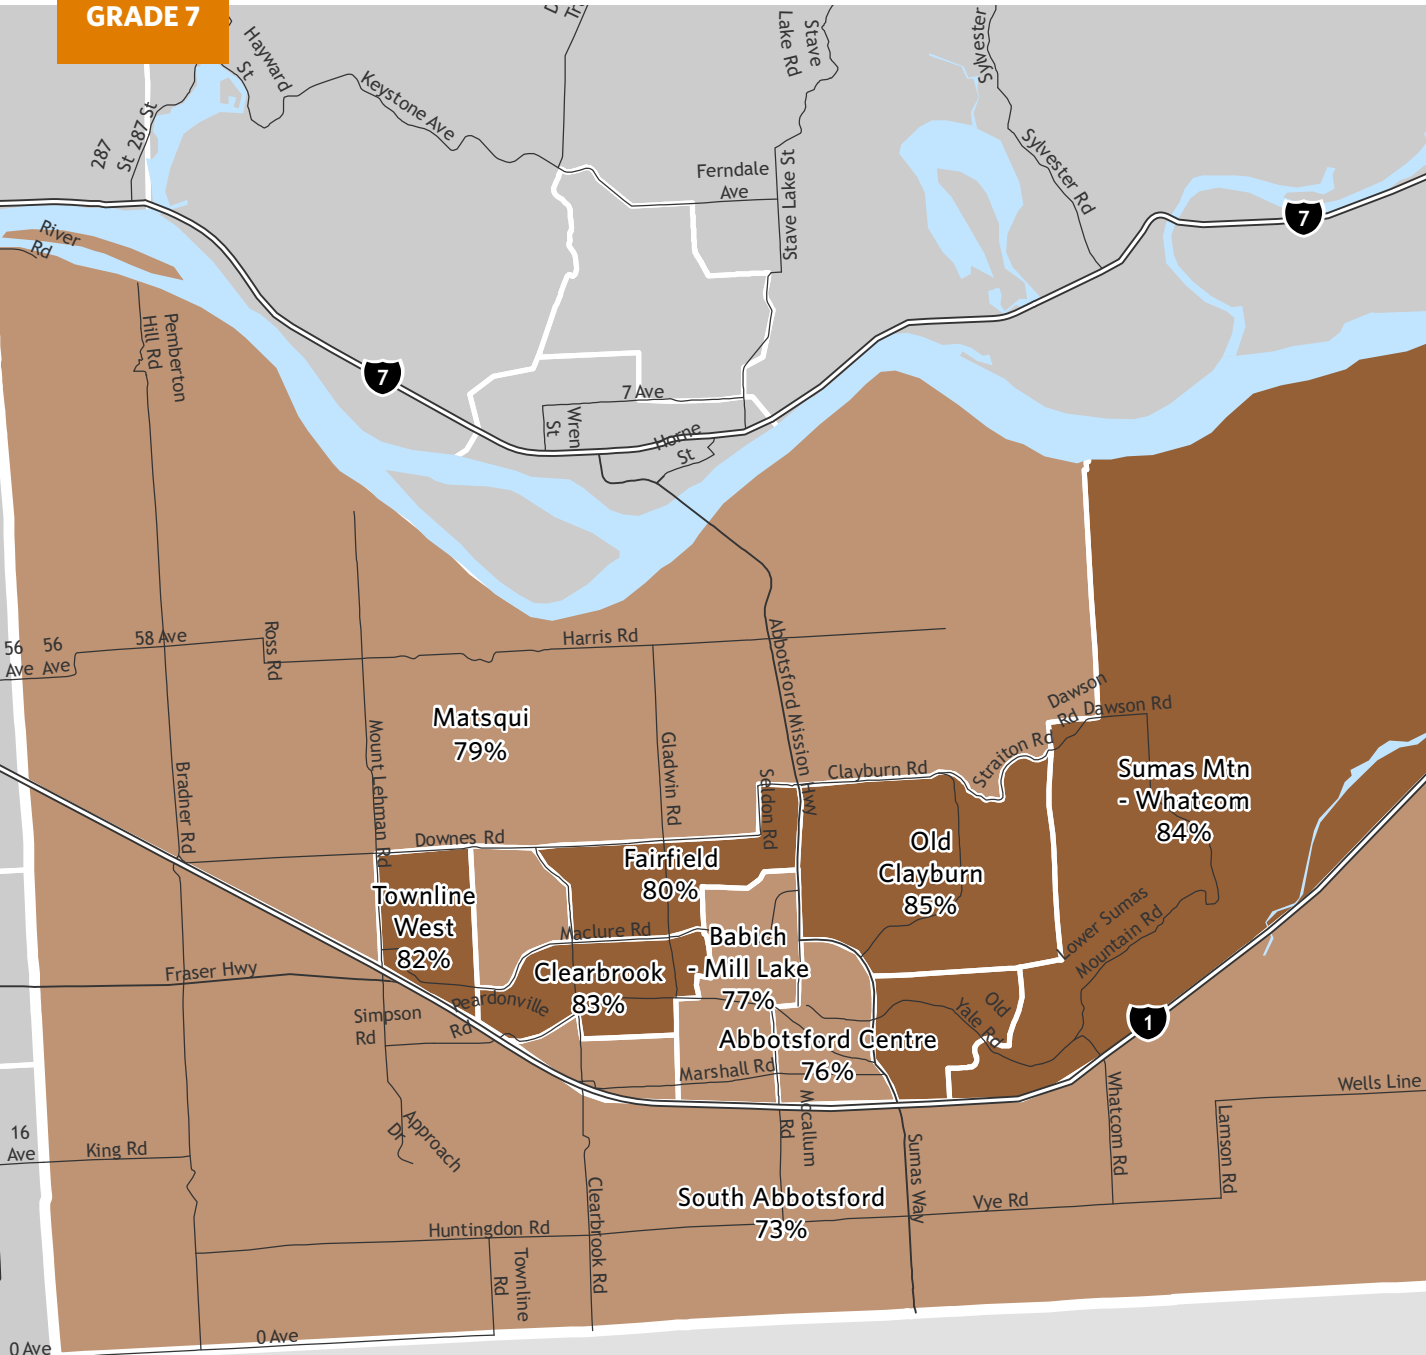 GRADE 7
Hayward
St
Keystone Ave
287
St
287 St
Stave
Lake Rd
Sylvester
Sylvester Rd
Ferndale
Ave
Stave Lake St
7
River
Rd
Pemberton
Hill Rd
7
7 Ave
Wren
St
Horne
St
56
Ave
56
Ave
58 Ave
Ross Rd
Harris Rd
Abbotsford Mission Hwy
Dawson
Rd
Dawson Rd
Matsqui
79%
Mount Lehman Rd
Gladwin Rd
Bradner Rd
Seldon Rd
Clayburn Rd
Straiton Rd
Sumas Mtn
- Whatcom
84%
Downes Rd
Fairfield
80%
Old
Clayburn
85%
Townline
West
82%
Maclure Rd
Babich
- Mill Lake
77%
Lower Sumas
Mountain Rd
Fraser Hwy
Clearbrook
83%
Peardonville
Rd
Simpson
Rd
Old
Yale Rd
1
Abbotsford Centre
76%
Marshall Rd
Wells Line
Mccallum
Rd
Whatcom Rd
Lamson Rd
16
Ave
King Rd
Approach
Dr
Sumas Way
South Abbotsford
73%
Vye Rd
Clearbrook Rd
Huntingdon Rd
Townline
Rd
0 Ave
0 Ave